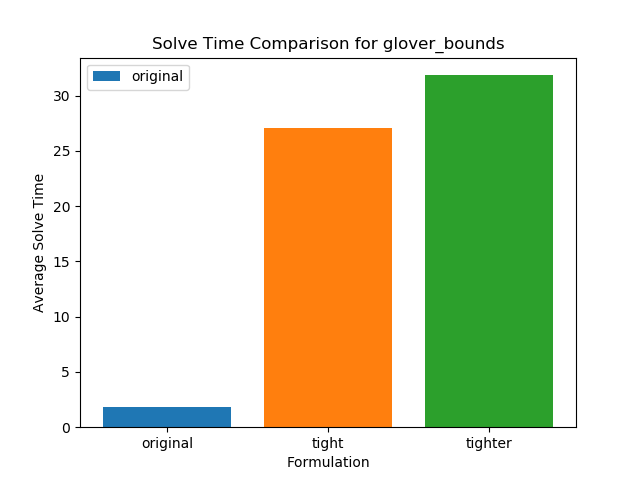 Solve Time Comparison for glover_bounds
original
30
25
20
15
10
5
0
Average Solve Time
original
tight
tighter
Formulation